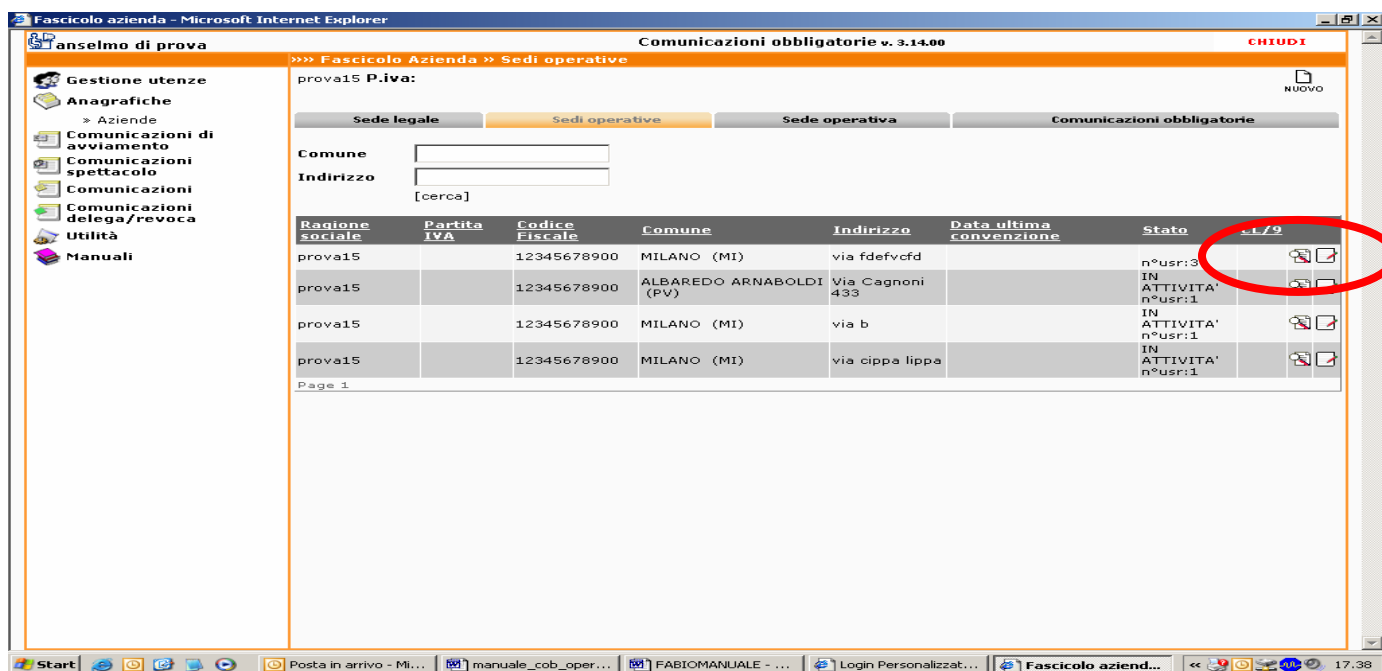 Fascicolo azienda - Microsoft Internet Explorer
anselmo di prova
Comunicazioni obbligatorie v. 3.14.00
CHIUDI
»»» Fascicolo Azienda » Sedi operative
Gestione utenze
Anagrafiche
» Aziende
Comunicazioni di
avviamento
Comunicazioni
spettacolo
Comunicazioni
Comunicazioni
delega/revoca
Utilità
Manuali
prova15 P.iva:
NUOVO
Sede legale Sedi operative Sede operativa Comunicazioni obbligatorie
Comune
Indirizzo
[cerca]
Ragione sociale Partita IVA Codice Fiscale Comune Indirizzo Data ultima convenzione Stato CL/9
prova15 12345678900 MILANO (MI) via fdefvcfd n°usr:3
prova15 12345678900 ALBAREDO ARNABOLDI (PV) Via Cagnoni 433 IN ATTIVITA' n°usr:1
prova15 12345678900 MILANO (MI) via b IN ATTIVITA' n°usr:1
prova15 12345678900 MILANO (MI) via cippa lippa IN ATTIVITA' n°usr:1
Page 1
Start Posta in arrivo - Mi... manuale_cob_oper... FABIOMANUALE - ... Login Personalizzat... Fascicolo aziend... « 17.38